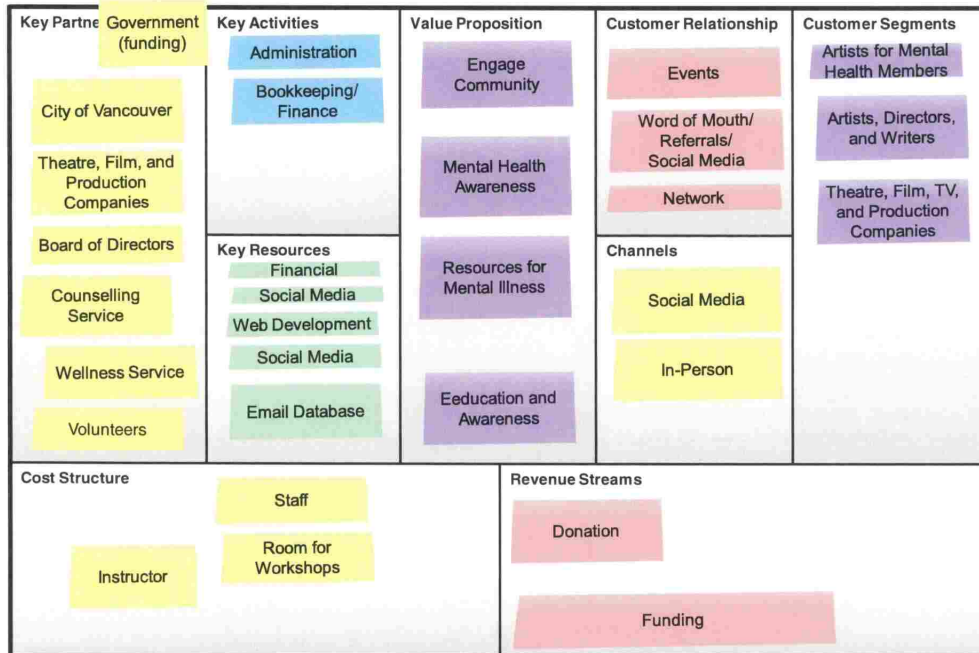 Key Partne
Government
(funding)
City of Vancouver
Theatre, Film, and
Production
Companies
Board of Directors
Counselling
Service
Wellness Service
Volunteers
Key Activities
Administration
Bookkeeping/
Finance
Key Resources
Financial
Social Media
Web Development
Social Media
Email Database
Value Proposition
Engage
Community
Mental Health
Awareness
Resources for
Mental Illness
Eeducation and
Awareness
Customer Relationship
Events
Word of Mouth/
Referrals/
Social Media
Network
Channels
Social Media
In-Person
Customer Segments
Artists for Mental
Health Members
Artists, Directors,
and Writers
Theatre, Film, TV,
and Production
Companies
Cost Structure
Staff
Room for
Workshops
Instructor
Revenue Streams
Donation
Funding